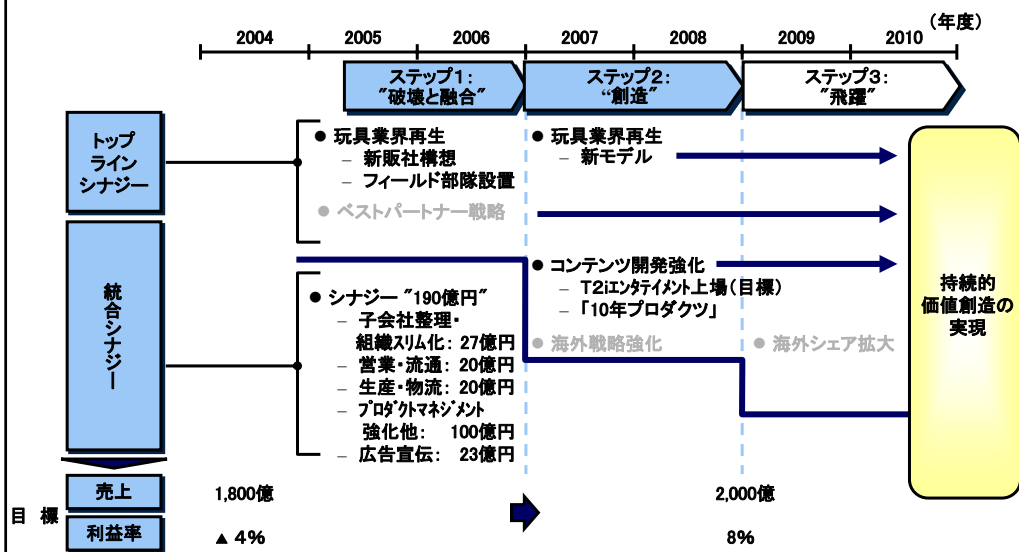 (年度)
2004
2005
2006
2007
2008
2009
2010
ステップ1:
"破壊と融合"
ステップ2:
"創造"
ステップ3:
"飛躍"
トップ
ライン
シナジー
● 玩具業界再生
– 新販社構想
– フィールド部隊設置
● ベストパートナー戦略
● 玩具業界再生
– 新モデル
統合シナジー
● シナジー "190億円"
– 子会社整理・
組織スリム化: 27億円
– 営業・流通: 20億円
– 生産・物流: 20億円
– プロダクトマネジメント
強化他: 100億円
– 広告宣伝: 23億円
● コンテンツ開発強化
– T2iエンタテイメント上場(目標)
– 「10年プロダクツ」
● 海外戦略強化
● 海外シェア拡大
持続的
価値創造の
実現
目 標
売上
1,800億
2,000億
利益率
▲ 4%
8%